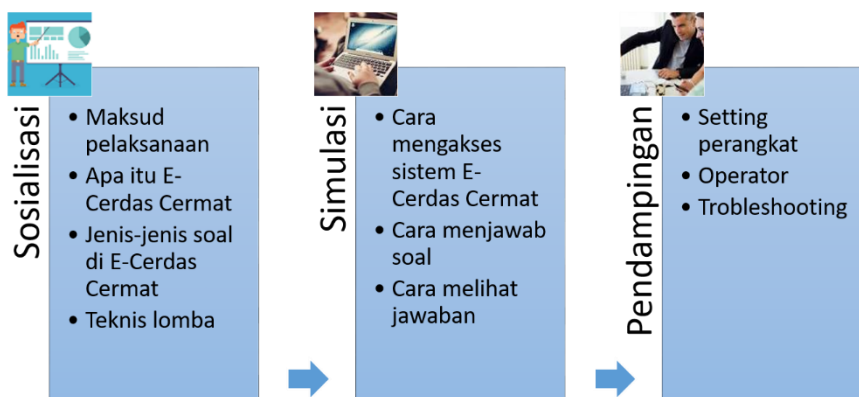 Sosialisasi
• Maksud
pelaksanaan
• Apa itu E-
Cerdas Cermat
• Jenis-jenis soal
di E-Cerdas
Cermat
• Teknis lomba
Simulasi
• Cara
mengakses
sistem E-
Cerdas Cermat
• Cara menjawab
soal
• Cara melihat
jawaban
Pendampingan
• Setting
perangkat
• Operator
• Trobleshooting